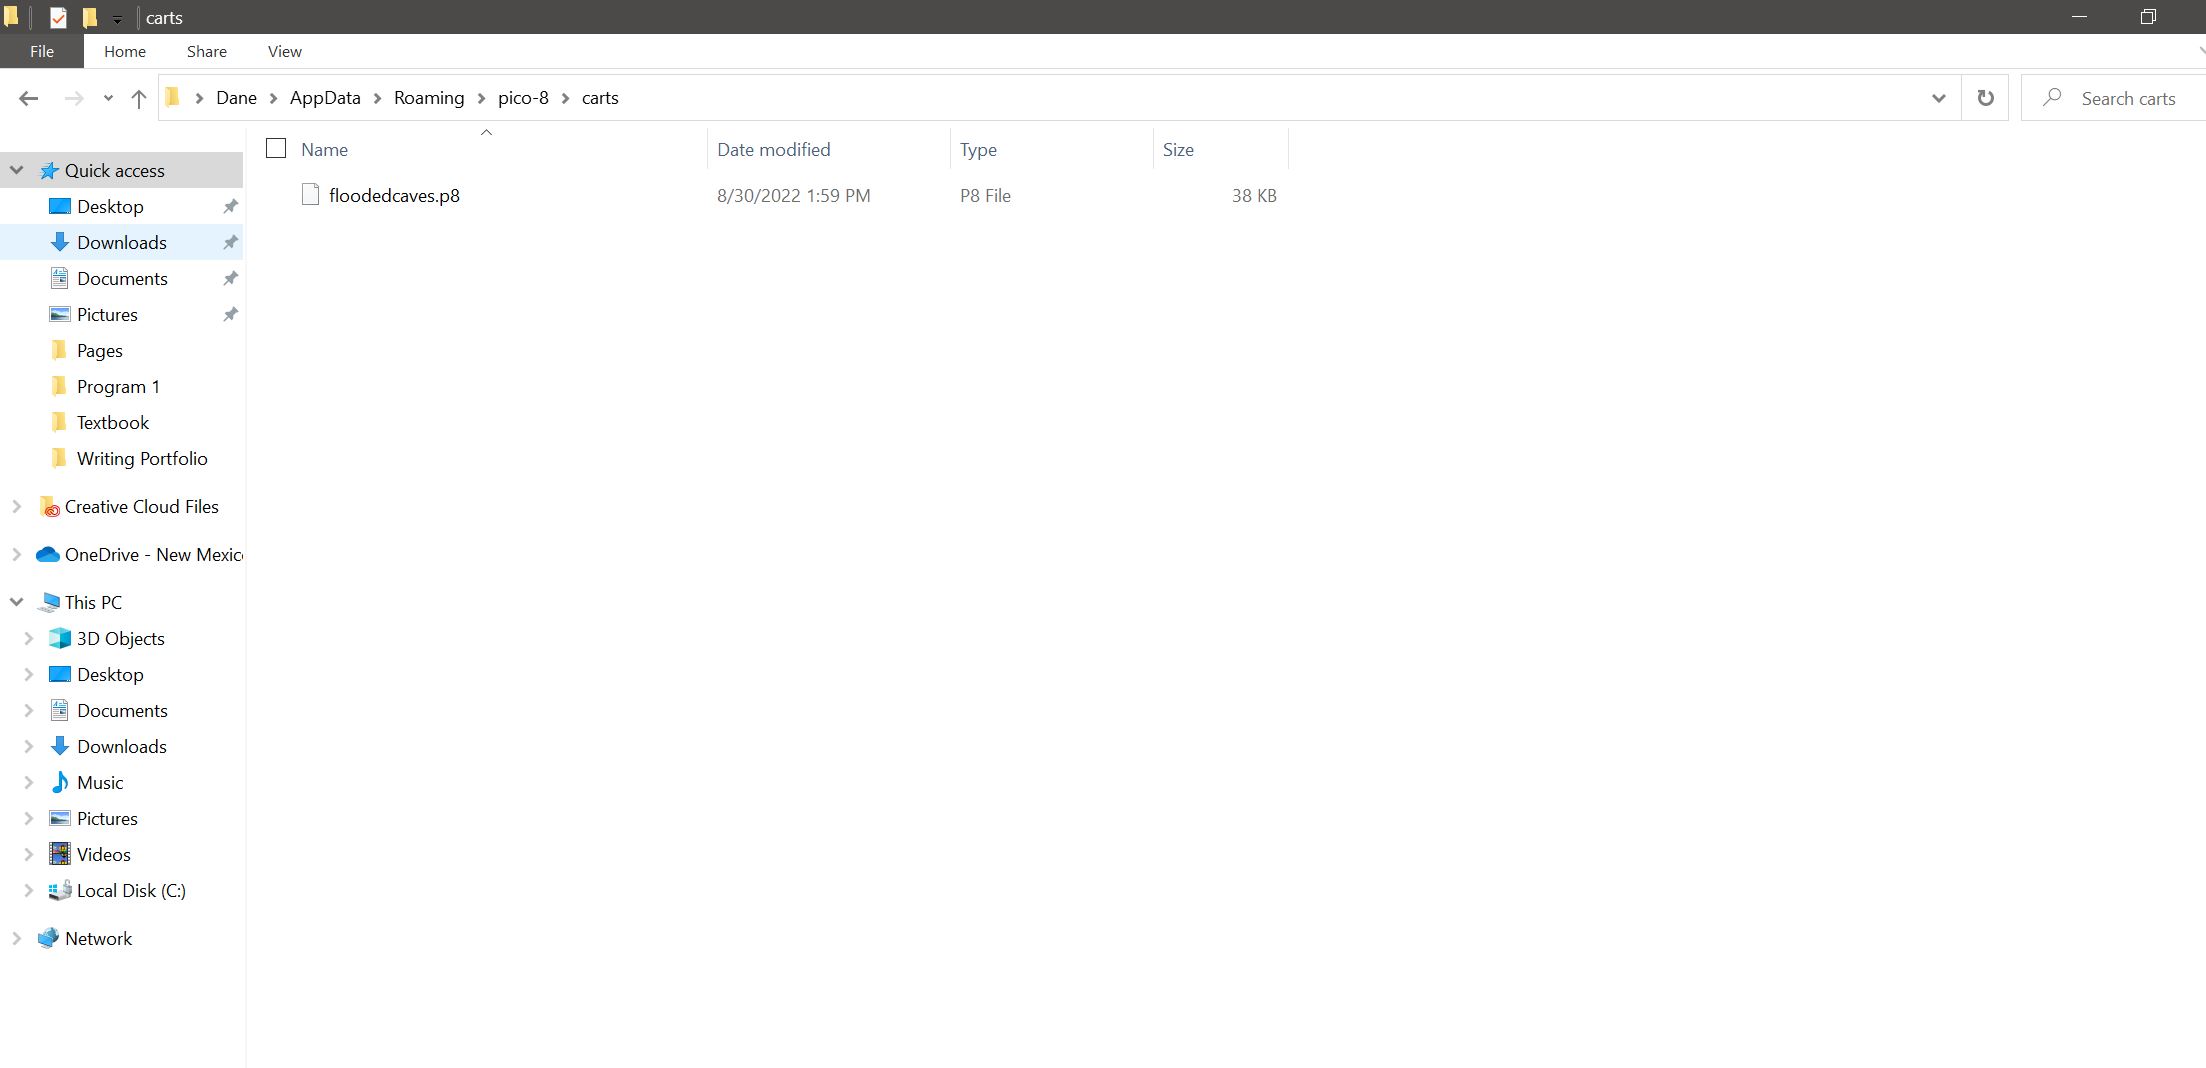 carts
File Home Share View
Dane AppData Roaming pico-8 carts Search carts
Name Date modified Type Size
floodedcaves.p8 8/30/2022 1:59 PM P8 File 38 KB
Quick access
Desktop
Downloads
Documents
Pictures
Pages
Program 1
Textbook
Writing Portfolio
Creative Cloud Files
OneDrive - New Mexic
This PC
3D Objects
Desktop
Documents
Downloads
Music
Pictures
Videos
Local Disk (C:)
Network